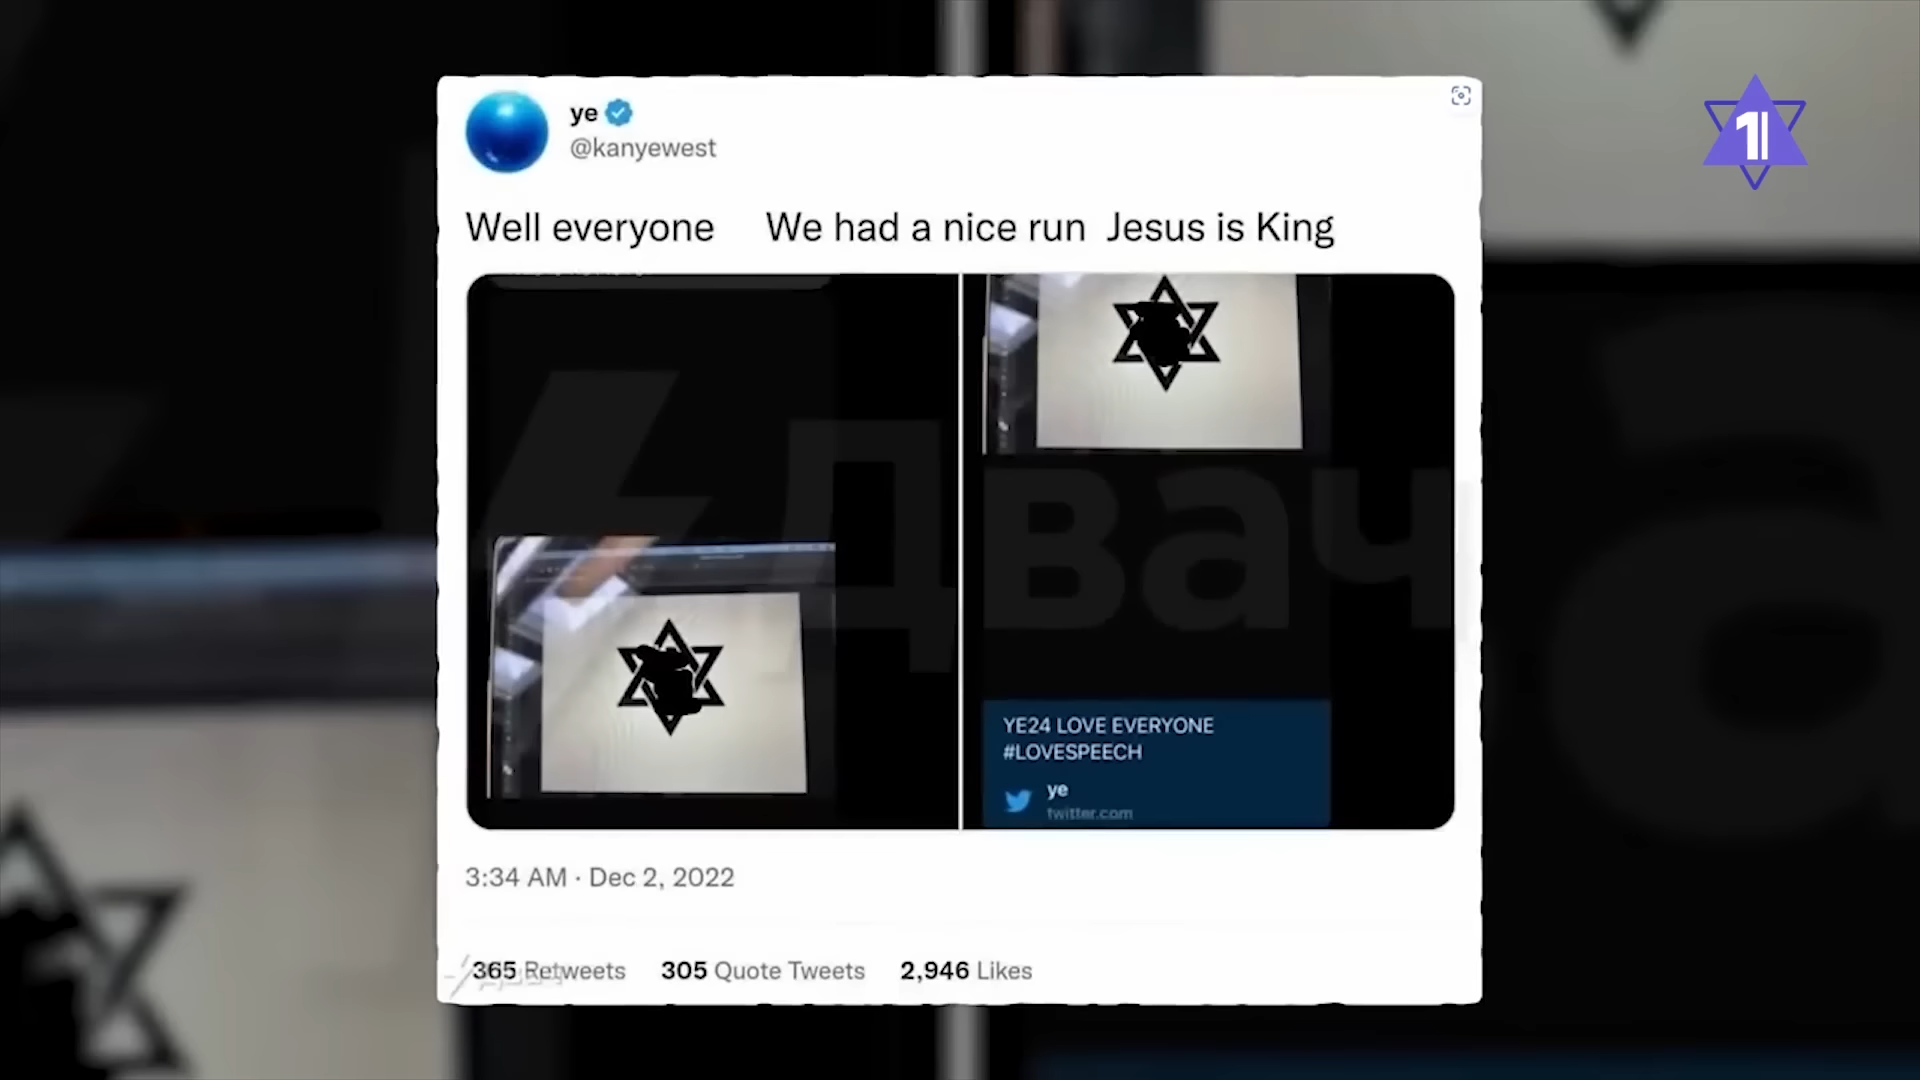 ye
@kanyewest
Well everyone We had a nice run Jesus is King
Двач
YE24 LOVE EVERYONE
#LOVESPEECH
ye
twitter.com
3:34 AM · Dec 2, 2022
365 Retweets 305 Quote Tweets 2,946 Likes